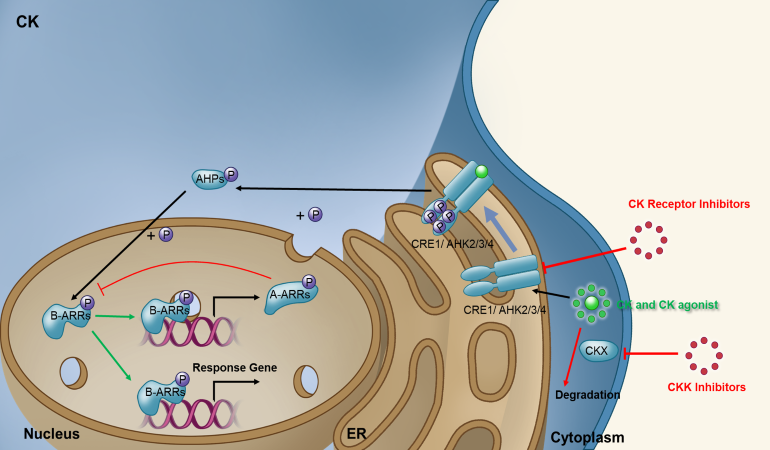 CK
AHPs
P
+ P
+ P
P
P
P
P
CRE1/ AHK2/3/4
CK Receptor Inhibitors
P
A-ARRs
P
B-ARRs
P
B-ARRs
CRE1/ AHK2/3/4
CK and CK agonist
CKX
Response Gene
P
B-ARRs
Degradation
CKK Inhibitors
Nucleus
ER
Cytoplasm